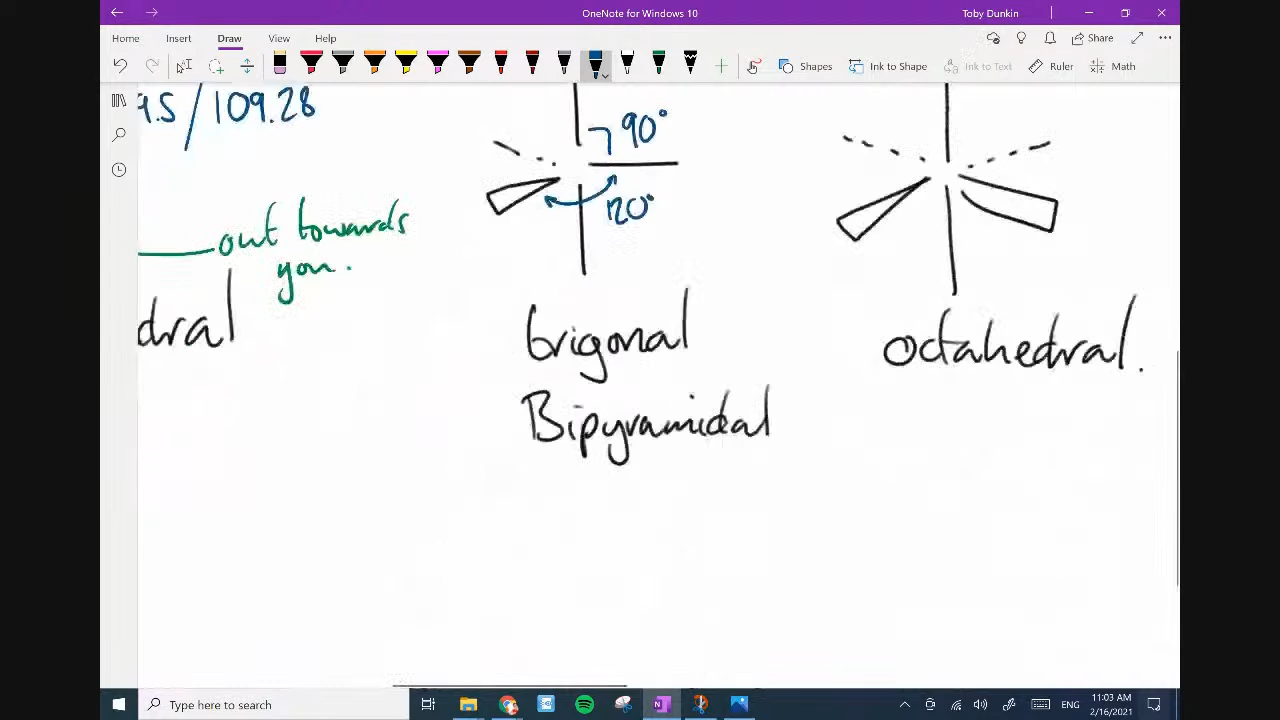 OneNote for Windows 10
Toby Dunkin
Home
Insert
Draw
View
Help
Share
Shapes
Ink to Shape
Ink to Text
Ruler
Math
9.5/109.28
90°
120°
out towards
you.
dral
trigonal
Bipyramidal
octahedral.
Type here to search
ENG
11:03 AM
2/16/2021